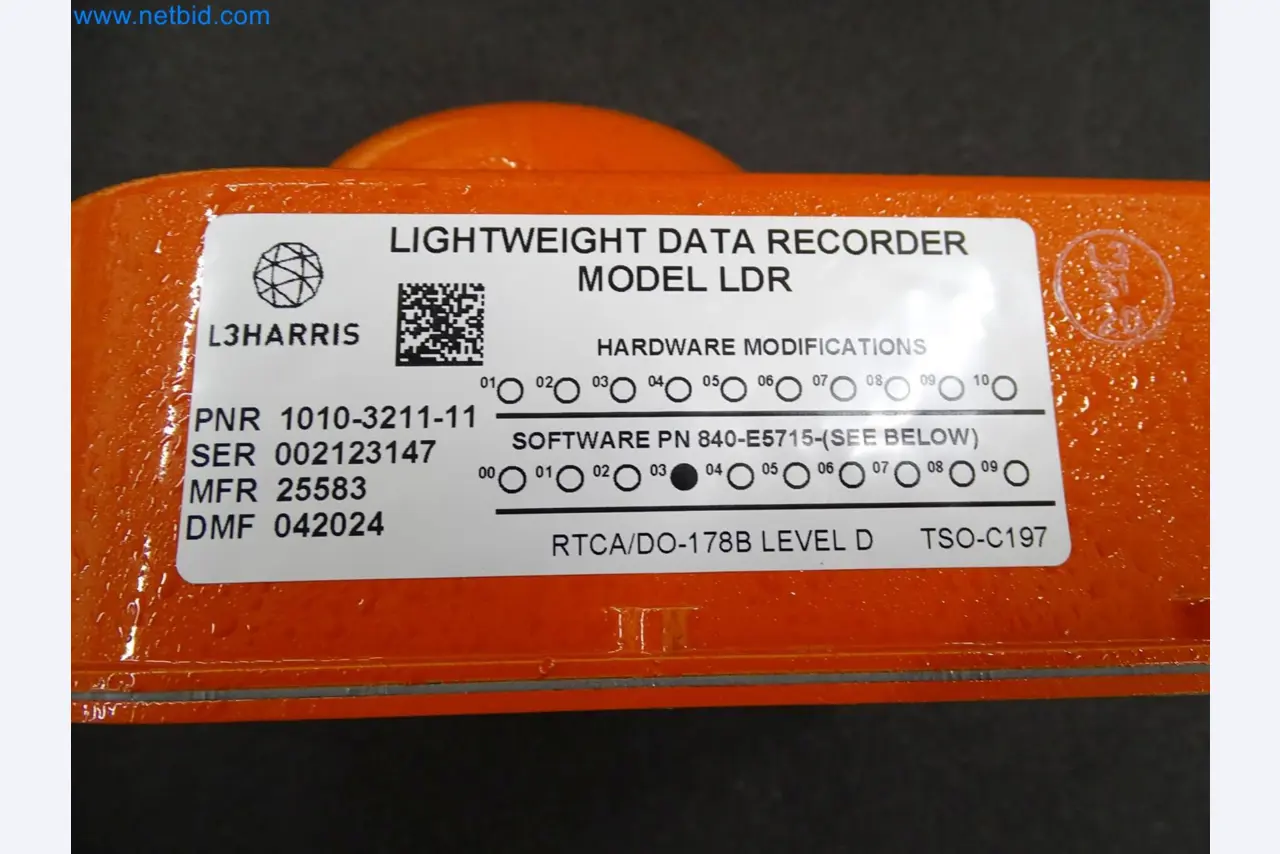 www.netbid.com
LIGHTWEIGHT DATA RECORDER
MODEL LDR
L3HARRIS
HARDWARE MODIFICATIONS
01 02 03 04 05 06 07 08 09 10
PNR 1010-3211-11
SER 002123147
MFR 25583
DMF 042024
SOFTWARE PN 840-E5715-(SEE BELOW)
00 01 02 03 04 05 06 07 08 09
RTCA/DO-178B LEVEL D TSO-C197